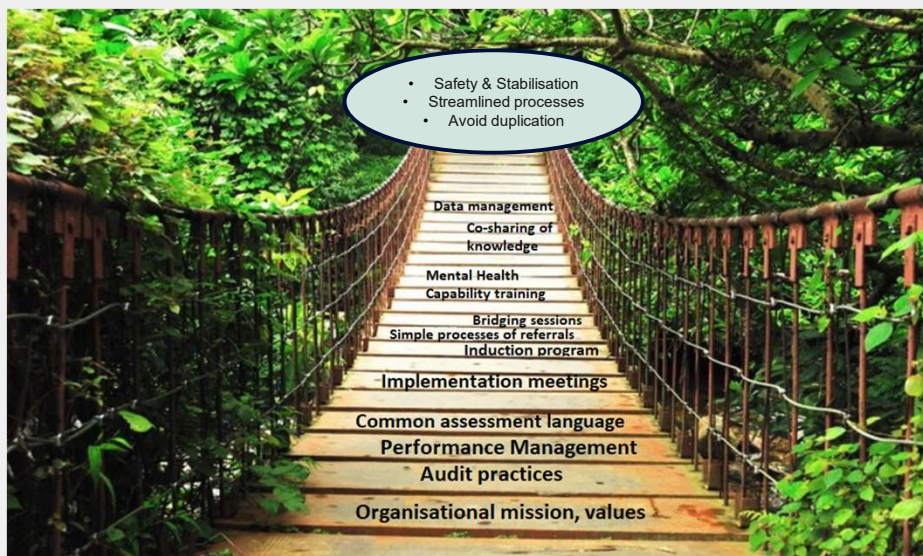 • Safety & Stabilisation
• Streamlined processes
• Avoid duplication
Data management
Co-sharing of
knowledge
Mental Health
Capability training
Bridging sessions
Simple processes of referrals
Induction program
Implementation meetings
Common assessment language
Performance Management
Audit practices
Organisational mission, values